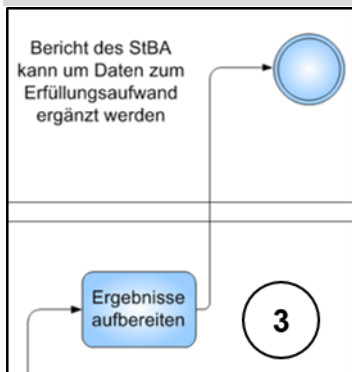 Bericht des StBA
kann um Daten zum
Erfüllungsaufwand
ergänzt werden
Ergebnisse
aufbereiten
3